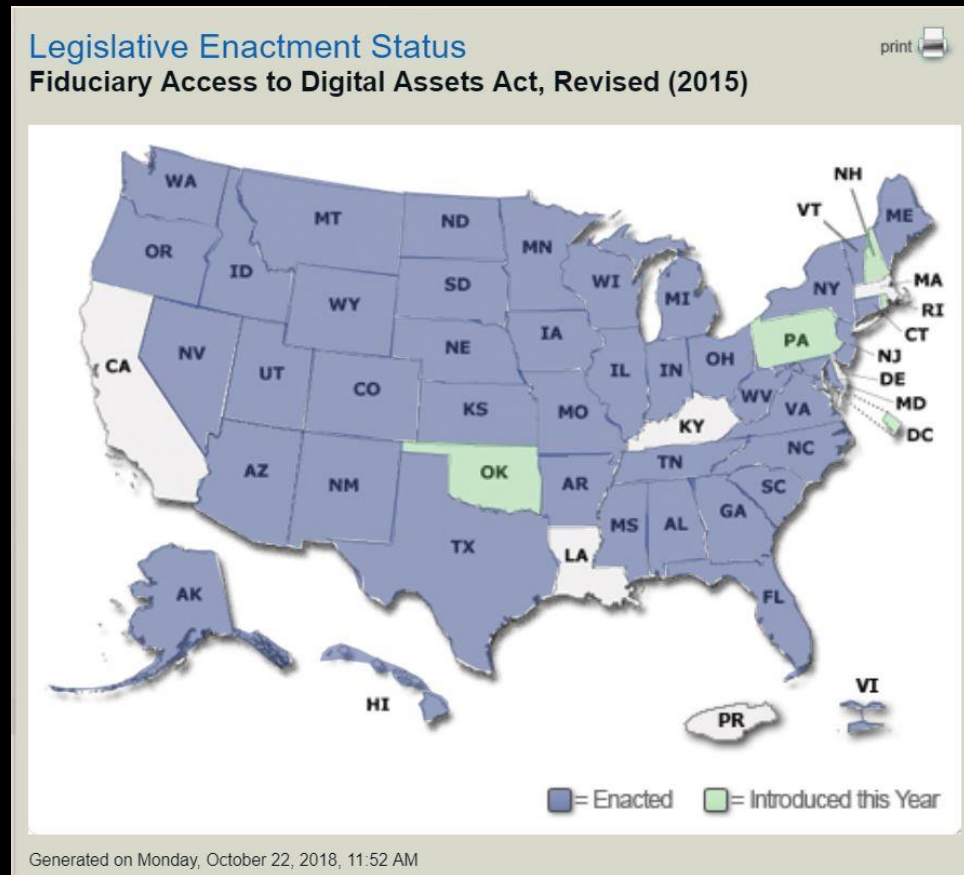 Legislative Enactment Status
print
Fiduciary Access to Digital Assets Act, Revised (2015)
NH
WA
VT
ME
MT
ND
MN
OR
ID
SD
WI
MI
NY
MA
WY
RI
CT
IA
PA
NV
NE
NJ
CA
UT
IL
IN
OH
DE
CO
WV
MD
KS
MO
VA
KY
DC
NC
AZ
OK
TN
NM
AR
SC
MS
AL
GA
TX
LA
AK
FL
HI
VI
PR
= Enacted = Introduced this Year
Generated on Monday, October 22, 2018, 11:52 AM